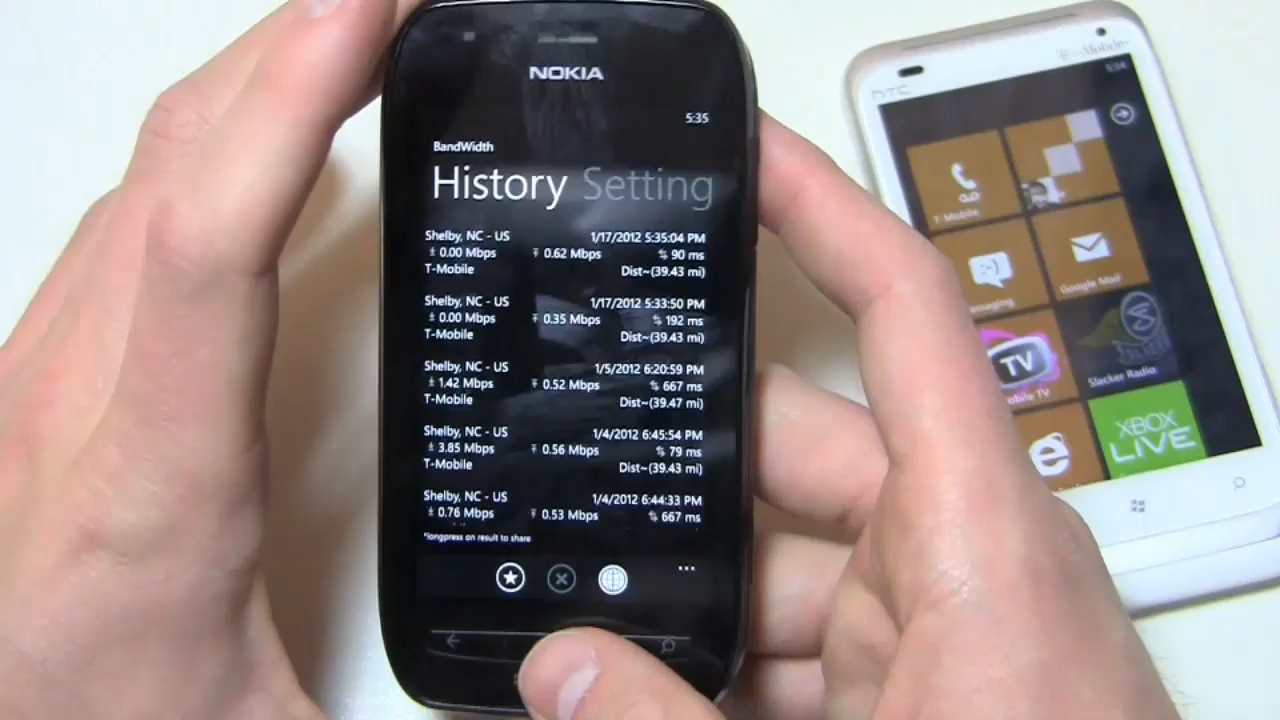 NOKIA
5:35
BandWidth
History Setting
Shelby, NC - US 1/17/2012 5:35:04 PM
0.00 Mbps 0.62 Mbps 90 ms
T-Mobile Dist~(39.43 mi)
Shelby, NC - US 1/17/2012 5:33:50 PM
0.00 Mbps 0.35 Mbps 192 ms
T-Mobile Dist~(39.43 mi)
Shelby, NC - US 1/5/2012 6:20:59 PM
1.42 Mbps 0.52 Mbps 667 ms
T-Mobile Dist~(39.47 mi)
Shelby, NC - US 1/4/2012 6:45:54 PM
3.85 Mbps 0.56 Mbps 79 ms
T-Mobile Dist~(39.43 mi)
Shelby, NC - US 1/4/2012 6:44:33 PM
0.76 Mbps 0.53 Mbps 667 ms
*longpress on result to share
hTC
T-Mobile
5:34
T-Mobile
:-)
essaging
Google Mail
TV
obile TV
Slacker Radio
XBOX
LIVE